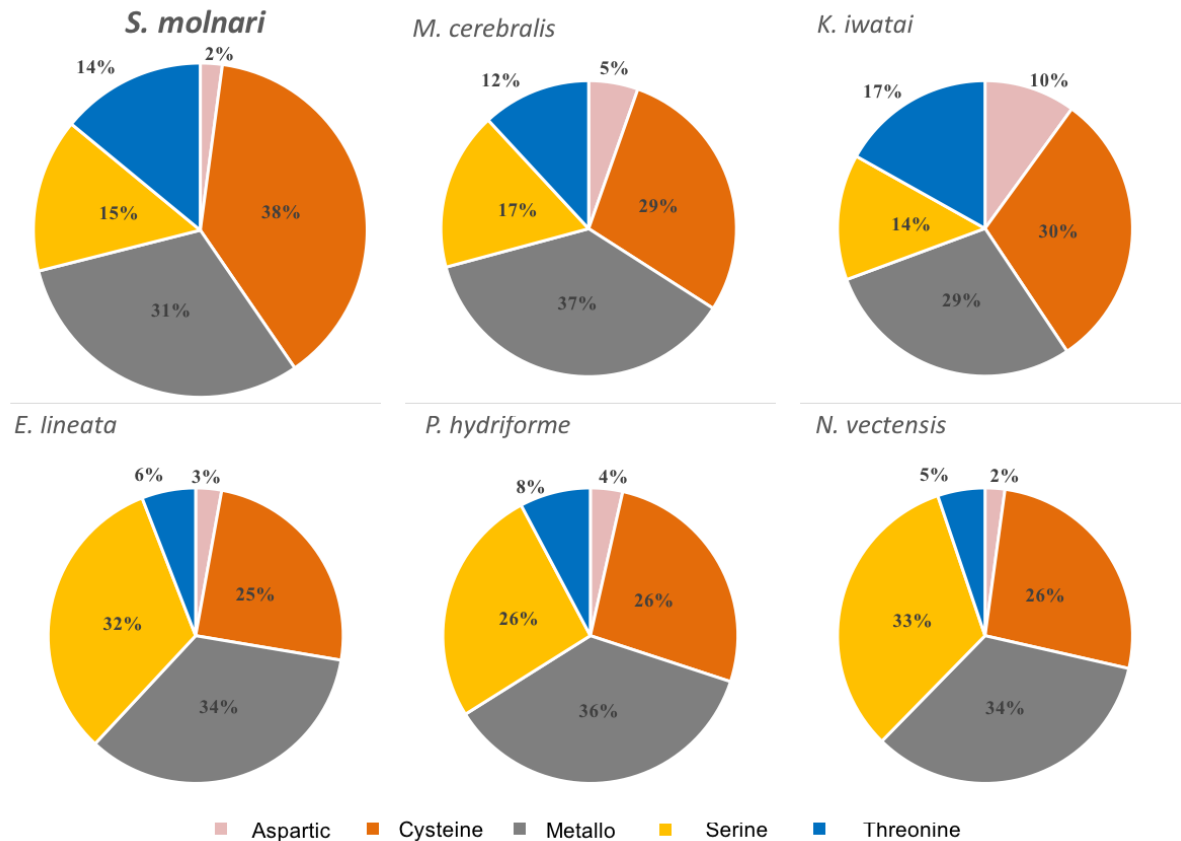 S. molnari
M. cerebralis
K. iwatai
2%
14%
38%
15%
31%
5%
12%
29%
17%
37%
10%
17%
30%
14%
29%
E. lineata
P. hydriforme
N. vectensis
6%
3%
25%
32%
34%
8%
4%
26%
26%
36%
5%
2%
26%
33%
34%
Aspartic
Cysteine
Metallo
Serine
Threonine